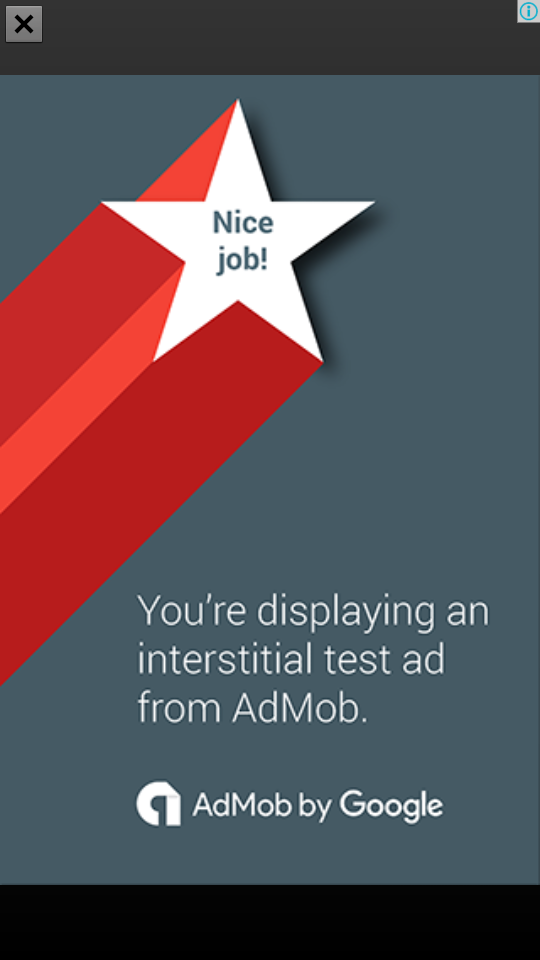 Nice
job!
You're displaying an
interstitial test ad
from AdMob.
AdMob by Google